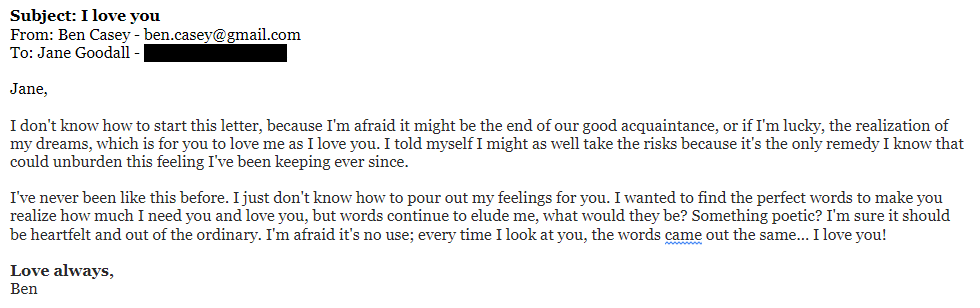 Subject: I love you
From: Ben Casey - ben.casey@gmail.com
To: Jane Goodall -
Jane,
I don't know how to start this letter, because I'm afraid it might be the end of our good acquaintance, or if I'm lucky, the realization of
my dreams, which is for you to love me as I love you. I told myself I might as well take the risks because it's the only remedy I know that
could unburden this feeling I've been keeping ever since.
I've never been like this before. I just don't know how to pour out my feelings for you. I wanted to find the perfect words to make you
realize how much I need you and love you, but words continue to elude me, what would they be? Something poetic? I'm sure it should
be heartfelt and out of the ordinary. I'm afraid it's no use; every time I look at you, the words came out the same... I love you!
Love always,
Ben